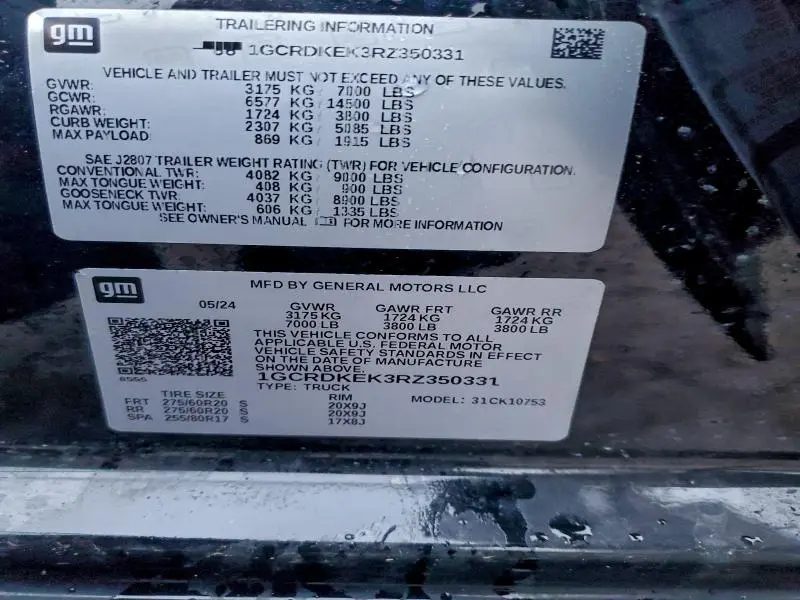 gm
TRAILERING INFORMATION
1GCRDKEK3RZ350331
VEHICLE AND TRAILER MUST NOT EXCEED ANY OF THESE VALUES.
GVWR: 3175 KG / 7000 LBS
GCWR: 6577 KG / 14500 LBS
RGAWR: 1724 KG / 3800 LBS
CURB WEIGHT: 2307 KG / 5085 LBS
MAX PAYLOAD: 869 KG / 1915 LBS
SAE J2807 TRAILER WEIGHT RATING (TWR) FOR VEHICLE CONFIGURATION.
CONVENTIONAL TWR: 4082 KG / 9000 LBS
MAX TONGUE WEIGHT: 408 KG / 900 LBS
GOOSENECK TWR: 4037 KG / 8900 LBS
MAX TONGUE WEIGHT: 606 KG / 1335 LBS
SEE OWNER'S MANUAL FOR MORE INFORMATION
gm
MFD BY GENERAL MOTORS LLC
05/24 GVWR GAWR FRT GAWR RR
3175 KG 1724 KG 1724 KG
7000 LB 3800 LB 3800 LB
THIS VEHICLE CONFORMS TO ALL
APPLICABLE U.S. FEDERAL MOTOR
VEHICLE SAFETY STANDARDS IN EFFECT
ON THE DATE OF MANUFACTURE
SHOWN ABOVE.
1GCRDKEK3RZ350331
TYPE: TRUCK
TIRE SIZE RIM MODEL: 31CK10753
FRT 275/60R20 S 20X9J
RR 275/60R20 S 20X9J
SPA 255/80R17 S 17X8J